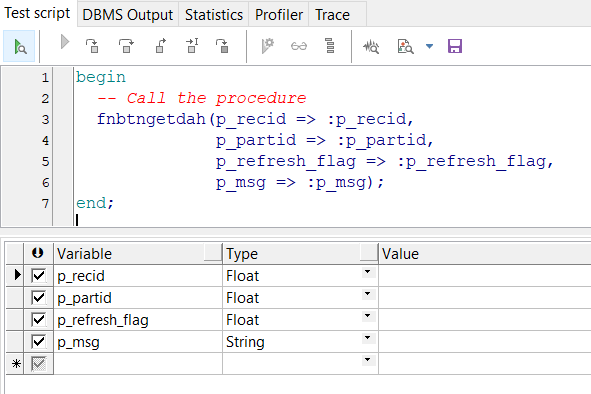 Test script DBMS Output Statistics Profiler Trace
1 begin
2 -- Call the procedure
3 fnbtngetdah(p_recid => :p_recid,
4 p_partid => :p_partid,
5 p_refresh_flag => :p_refresh_flag,
6 p_msg => :p_msg);
7 end;
Variable Type Value
p_recid Float
p_partid Float
p_refresh_flag Float
p_msg String
*